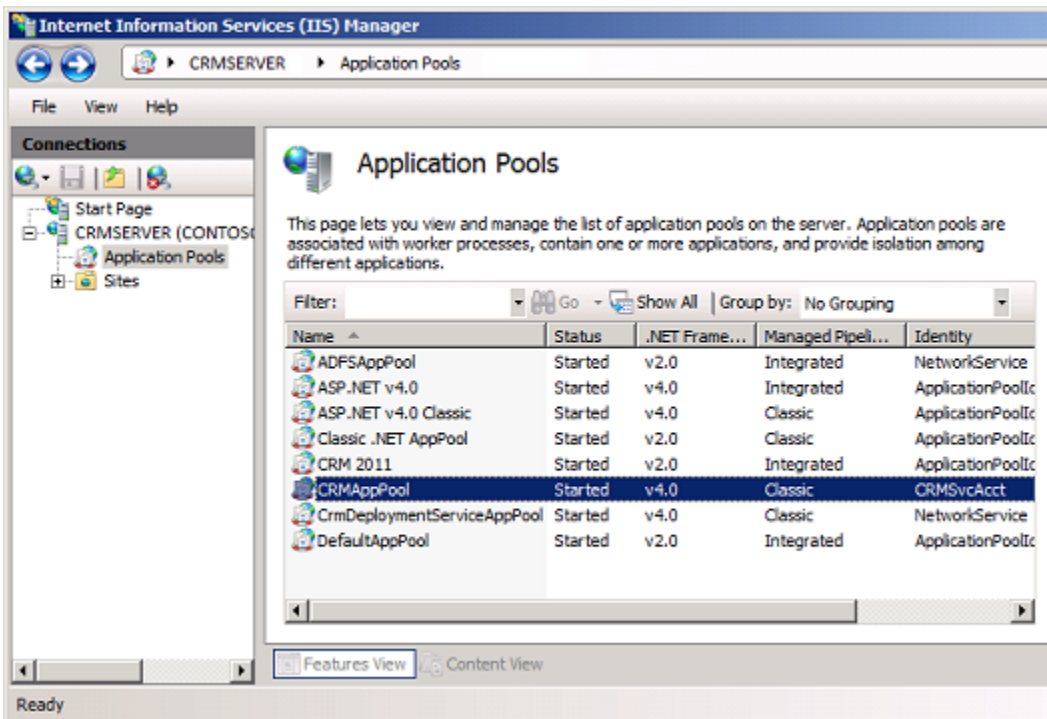 Internet Information Services (IIS) Manager
CRMSERVER Application Pools
File View Help
Connections
Start Page
CRMSERVER (CONTOSO
Application Pools
Sites
Application Pools
This page lets you view and manage the list of application pools on the server. Application pools are
associated with worker processes, contain one or more applications, and provide isolation among
different applications.
Filter: Go Show All Group by: No Grouping
Name Status .NET Frame... Managed Pipeli... Identity
ADFSAppPool Started v2.0 Integrated NetworkService
ASP.NET v4.0 Started v4.0 Integrated ApplicationPoolId
ASP.NET v4.0 Classic Started v4.0 Classic ApplicationPoolId
Classic .NET AppPool Started v2.0 Classic ApplicationPoolId
CRM 2011 Started v2.0 Integrated ApplicationPoolId
CRMAppPool Started v4.0 Classic CRMSvcAcct
CrmDeploymentServiceAppPool Started v4.0 Classic NetworkService
DefaultAppPool Started v2.0 Integrated ApplicationPoolId
Features View Content View
Ready